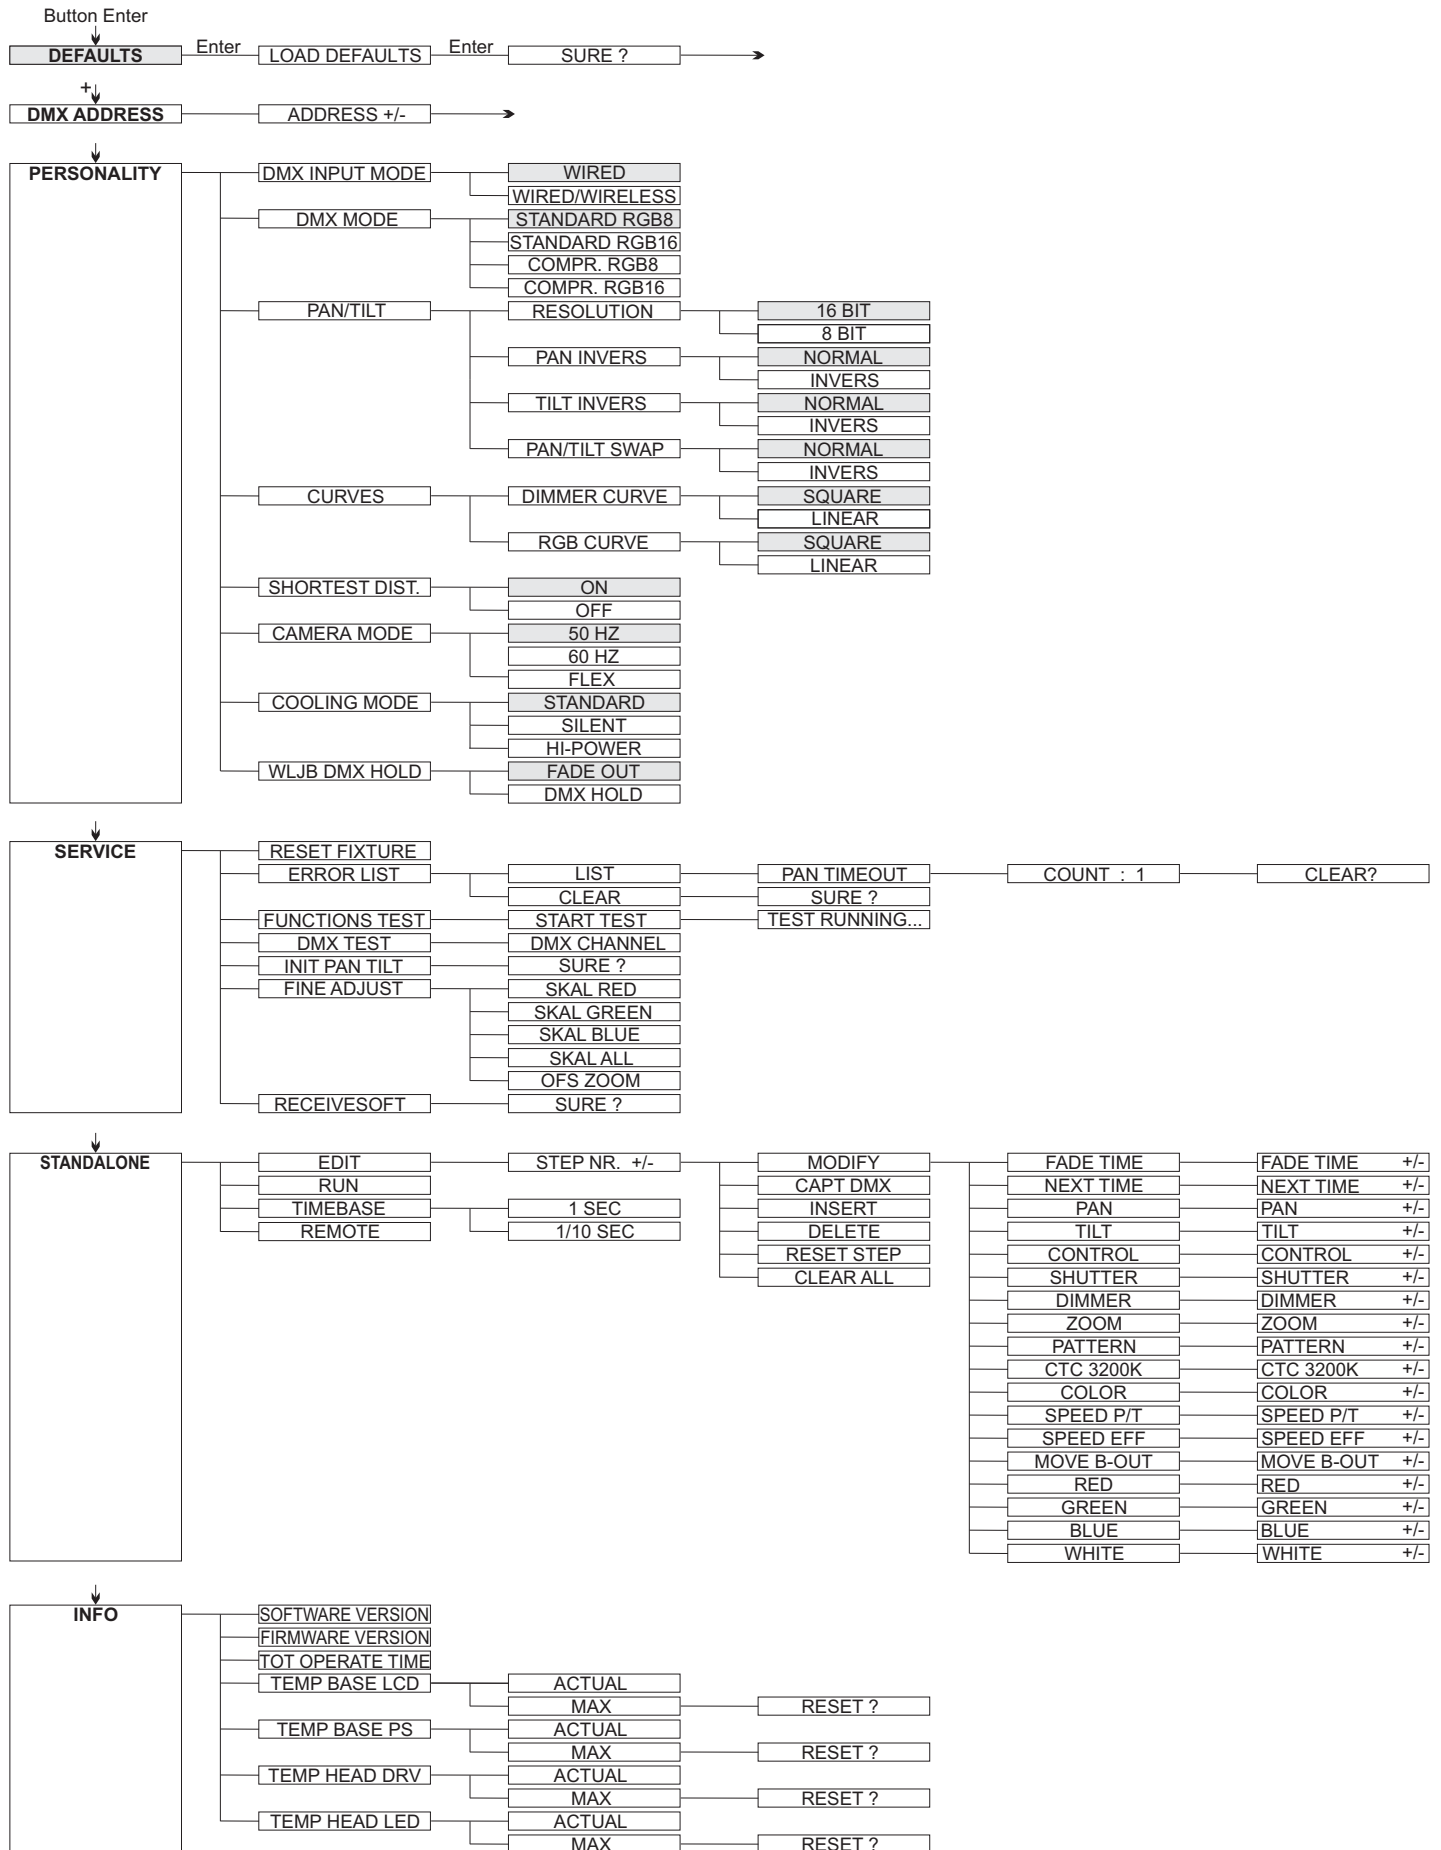 Button Enter
DEFAULTS Enter LOAD DEFAULTS Enter SURE ?
+
DMX ADDRESS ADDRESS +/-
PERSONALITY DMX INPUT MODE WIRED
WIRED/WIRELESS
DMX MODE STANDARD RGB8
STANDARD RGB16
COMPR. RGB8
COMPR. RGB16
PAN/TILT RESOLUTION 16 BIT
8 BIT
PAN INVERS NORMAL
INVERS
TILT INVERS NORMAL
INVERS
PAN/TILT SWAP NORMAL
INVERS
CURVES DIMMER CURVE SQUARE
LINEAR
RGB CURVE SQUARE
LINEAR
SHORTEST DIST. ON
OFF
CAMERA MODE 50 HZ
60 HZ
FLEX
COOLING MODE STANDARD
SILENT
HI-POWER
WLJB DMX HOLD FADE OUT
DMX HOLD
SERVICE RESET FIXTURE
ERROR LIST LIST PAN TIMEOUT COUNT : 1 CLEAR?
CLEAR SURE ?
FUNCTIONS TEST START TEST TEST RUNNING...
DMX TEST DMX CHANNEL
INIT PAN TILT SURE ?
FINE ADJUST SKAL RED
SKAL GREEN
SKAL BLUE
SKAL ALL
OFS ZOOM
RECEIVESOFT SURE ?
STANDALONE EDIT STEP NR. +/- MODIFY FADE TIME FADE TIME +/-
RUN CAPT DMX NEXT TIME NEXT TIME +/-
TIMEBASE 1 SEC INSERT PAN PAN +/-
REMOTE 1/10 SEC DELETE TILT TILT +/-
RESET STEP CONTROL CONTROL +/-
CLEAR ALL SHUTTER SHUTTER +/-
DIMMER DIMMER +/-
ZOOM ZOOM +/-
PATTERN PATTERN +/-
CTC 3200K CTC 3200K +/-
COLOR COLOR +/-
SPEED P/T SPEED P/T +/-
SPEED EFF SPEED EFF +/-
MOVE B-OUT MOVE B-OUT +/-
RED RED +/-
GREEN GREEN +/-
BLUE BLUE +/-
WHITE WHITE +/-
INFO SOFTWARE VERSION
FIRMWARE VERSION
TOT OPERATE TIME
TEMP BASE LCD ACTUAL
MAX RESET ?
TEMP BASE PS ACTUAL
MAX RESET ?
TEMP HEAD DRV ACTUAL
MAX RESET ?
TEMP HEAD LED ACTUAL
MAX RESET ?